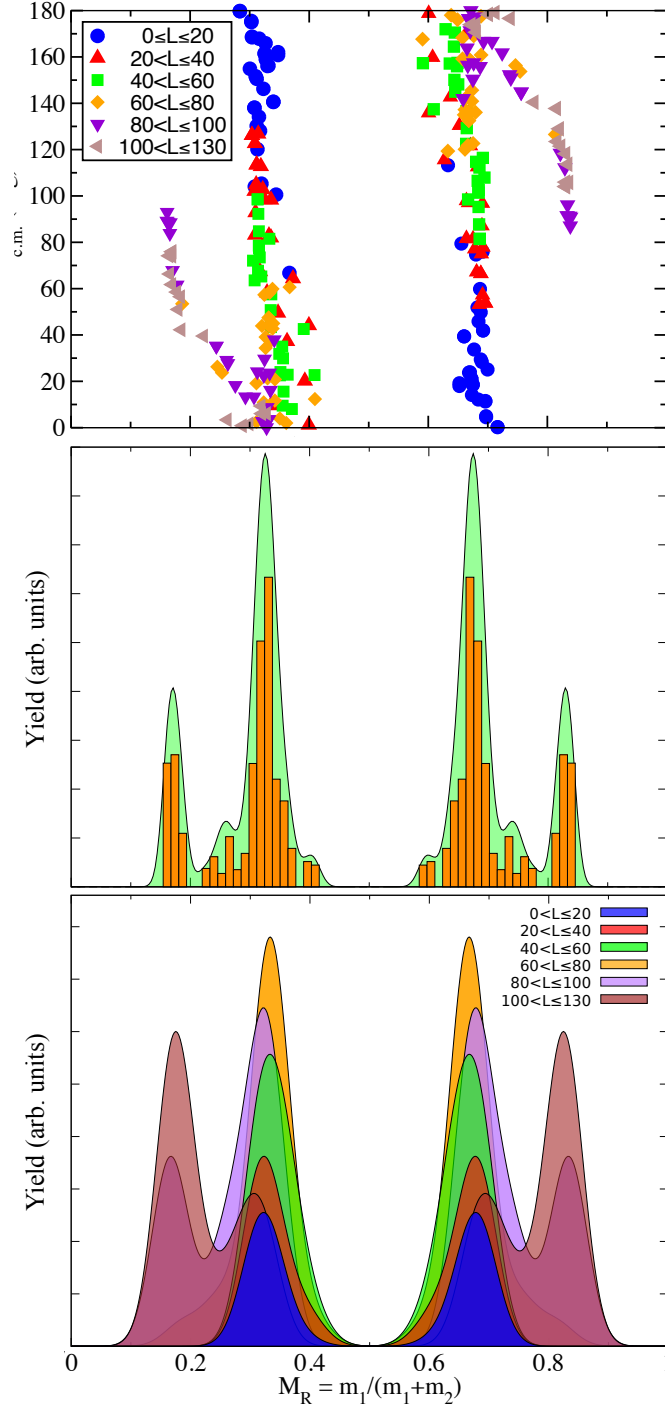 180
160
140
120
100
80
60
40
20
0
c.m.
0≤L≤20
20<L≤40
40<L≤60
60<L≤80
80<L≤100
100<L≤130
Yield (arb. units)
Yield (arb. units)
0<L≤20
20<L≤40
40<L≤60
60<L≤80
80<L≤100
100<L≤130
0 0.2 0.4 0.6 0.8
M_R = m_1/(m_1+m_2)